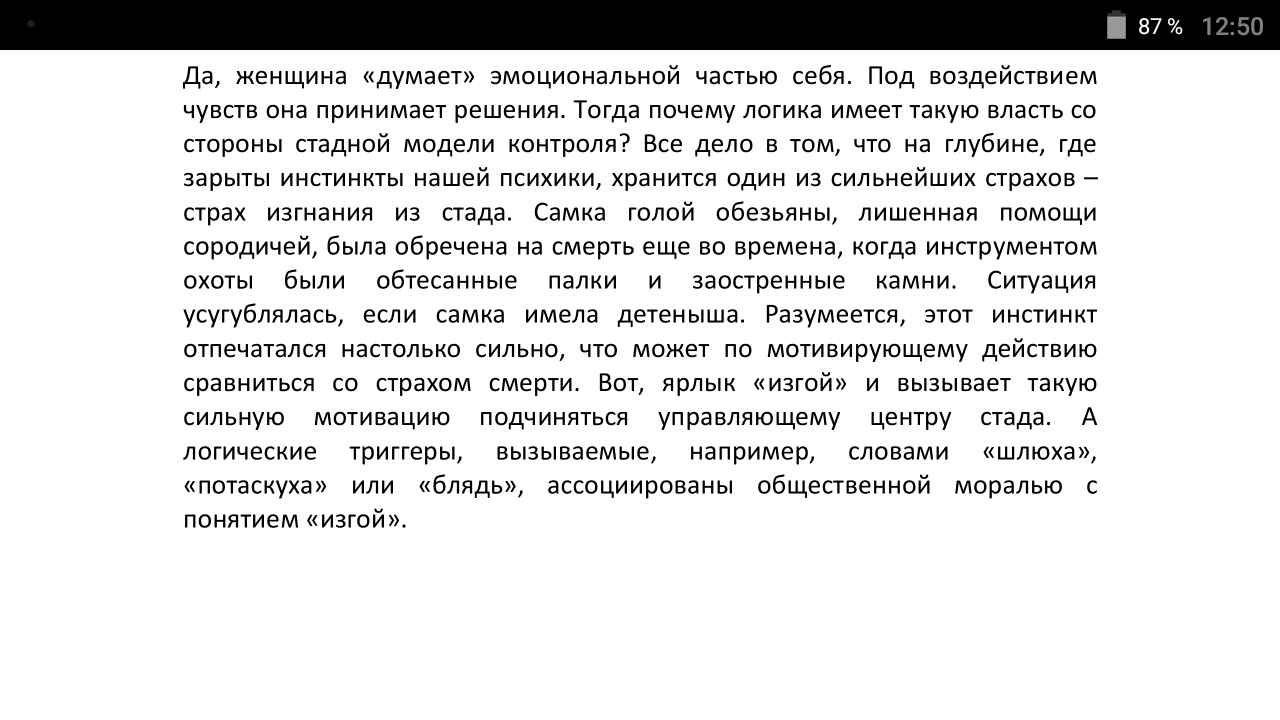 87 % 12:50
Да, женщина «думает» эмоциональной частью себя. Под воздействием
чувств она принимает решения. Тогда почему логика имеет такую власть со
стороны стадной модели контроля? Все дело в том, что на глубине, где
зарыты инстинкты нашей психики, хранится один из сильнейших страхов –
страх изгнания из стада. Самка голой обезьяны, лишенная помощи
сородичей, была обречена на смерть еще во времена, когда инструментом
охоты были обтесанные палки и заостренные камни. Ситуация
усугублялась, если самка имела детеныша. Разумеется, этот инстинкт
отпечатался настолько сильно, что может по мотивирующему действию
сравниться со страхом смерти. Вот, ярлык «изгой» и вызывает такую
сильную мотивацию подчиняться управляющему центру стада. А
логические триггеры, вызываемые, например, словами «шлюха»,
«потаскуха» или «блядь», ассоциированы общественной моралью с
понятием «изгой».